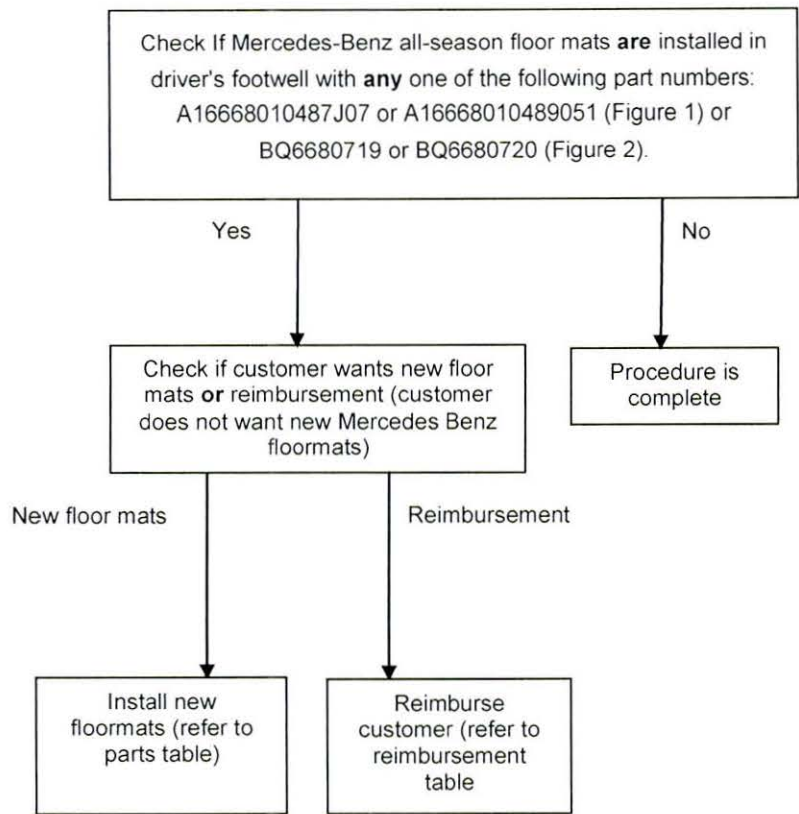 Check If Mercedes-Benz all-season floor mats are installed in
driver's footwell with any one of the following part numbers:
A16668010487J07 or A16668010489051 (Figure 1) or
BQ6680719 or BQ6680720 (Figure 2).
Yes
No
Check if customer wants new floor
mats or reimbursement (customer
does not want new Mercedes Benz
floormats)
Procedure is
complete
New floor mats
Reimbursement
Install new
floormats (refer to
parts table)
Reimburse
customer (refer to
reimbursement
table